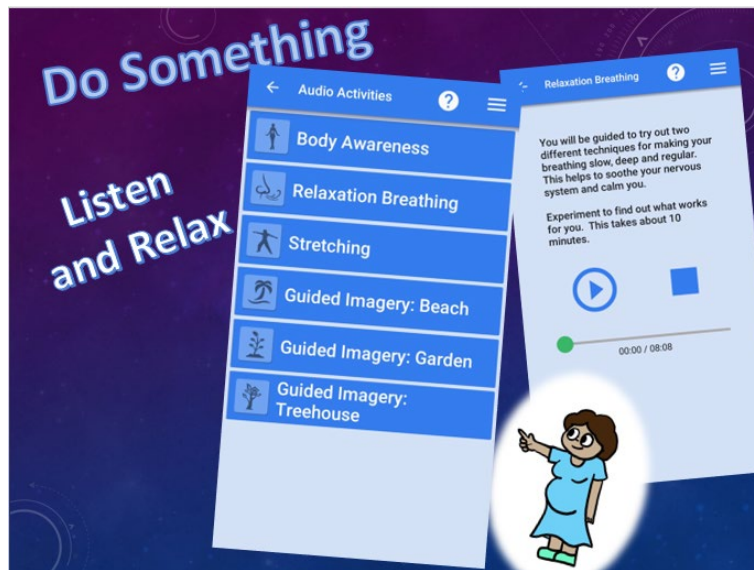 Do Something
Listen
and Relax
Audio Activities
?
Body Awareness
Relaxation Breathing
Stretching
Guided Imagery: Beach
Guided Imagery: Garden
Guided Imagery:
Treehouse
Relaxation Breathing
?
You will be guided to try out two
different techniques for making your
breathing slow, deep and regular.
This helps to soothe your nervous
system and calm you.
Experiment to find out what works
for you. This takes about 10
minutes.
00:00 / 08:08